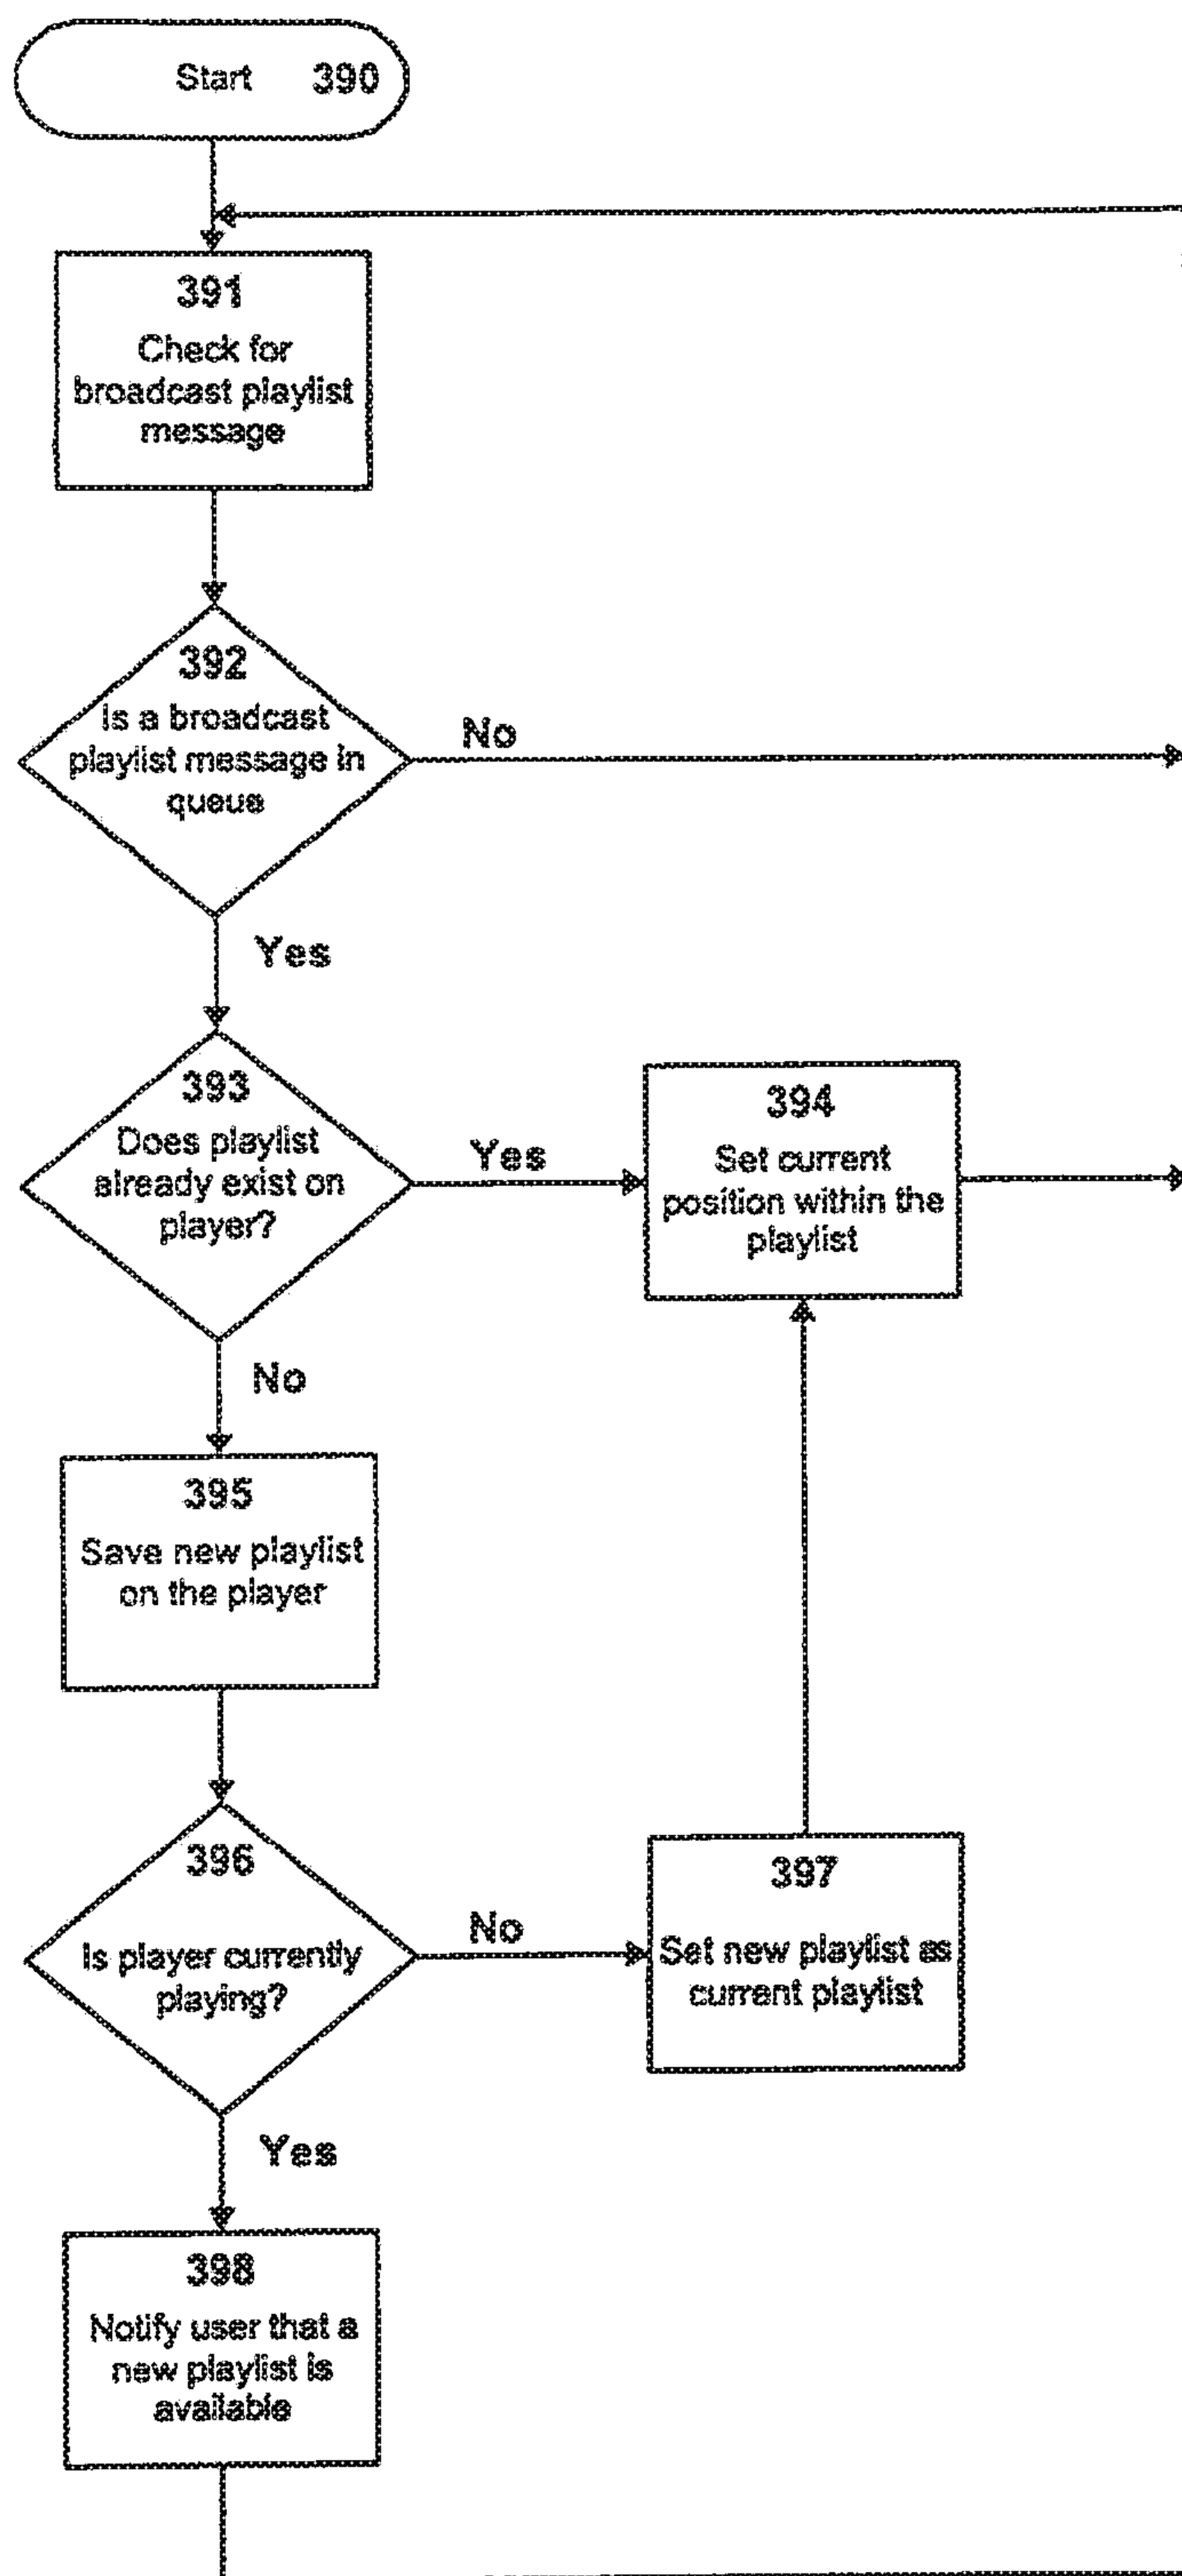 Start 390
391
Check for
broadcast playlist
message
392
Is a broadcast
playlist message in
queue
No
Yes
393
Does playlist
already exist on
player?
Yes
394
Set current
position within the
playlist
No
395
Save new playlist
on the player
396
Is player currently
playing?
No
397
Set new playlist as
current playlist
Yes
398
Notify user that a
new playlist is
available